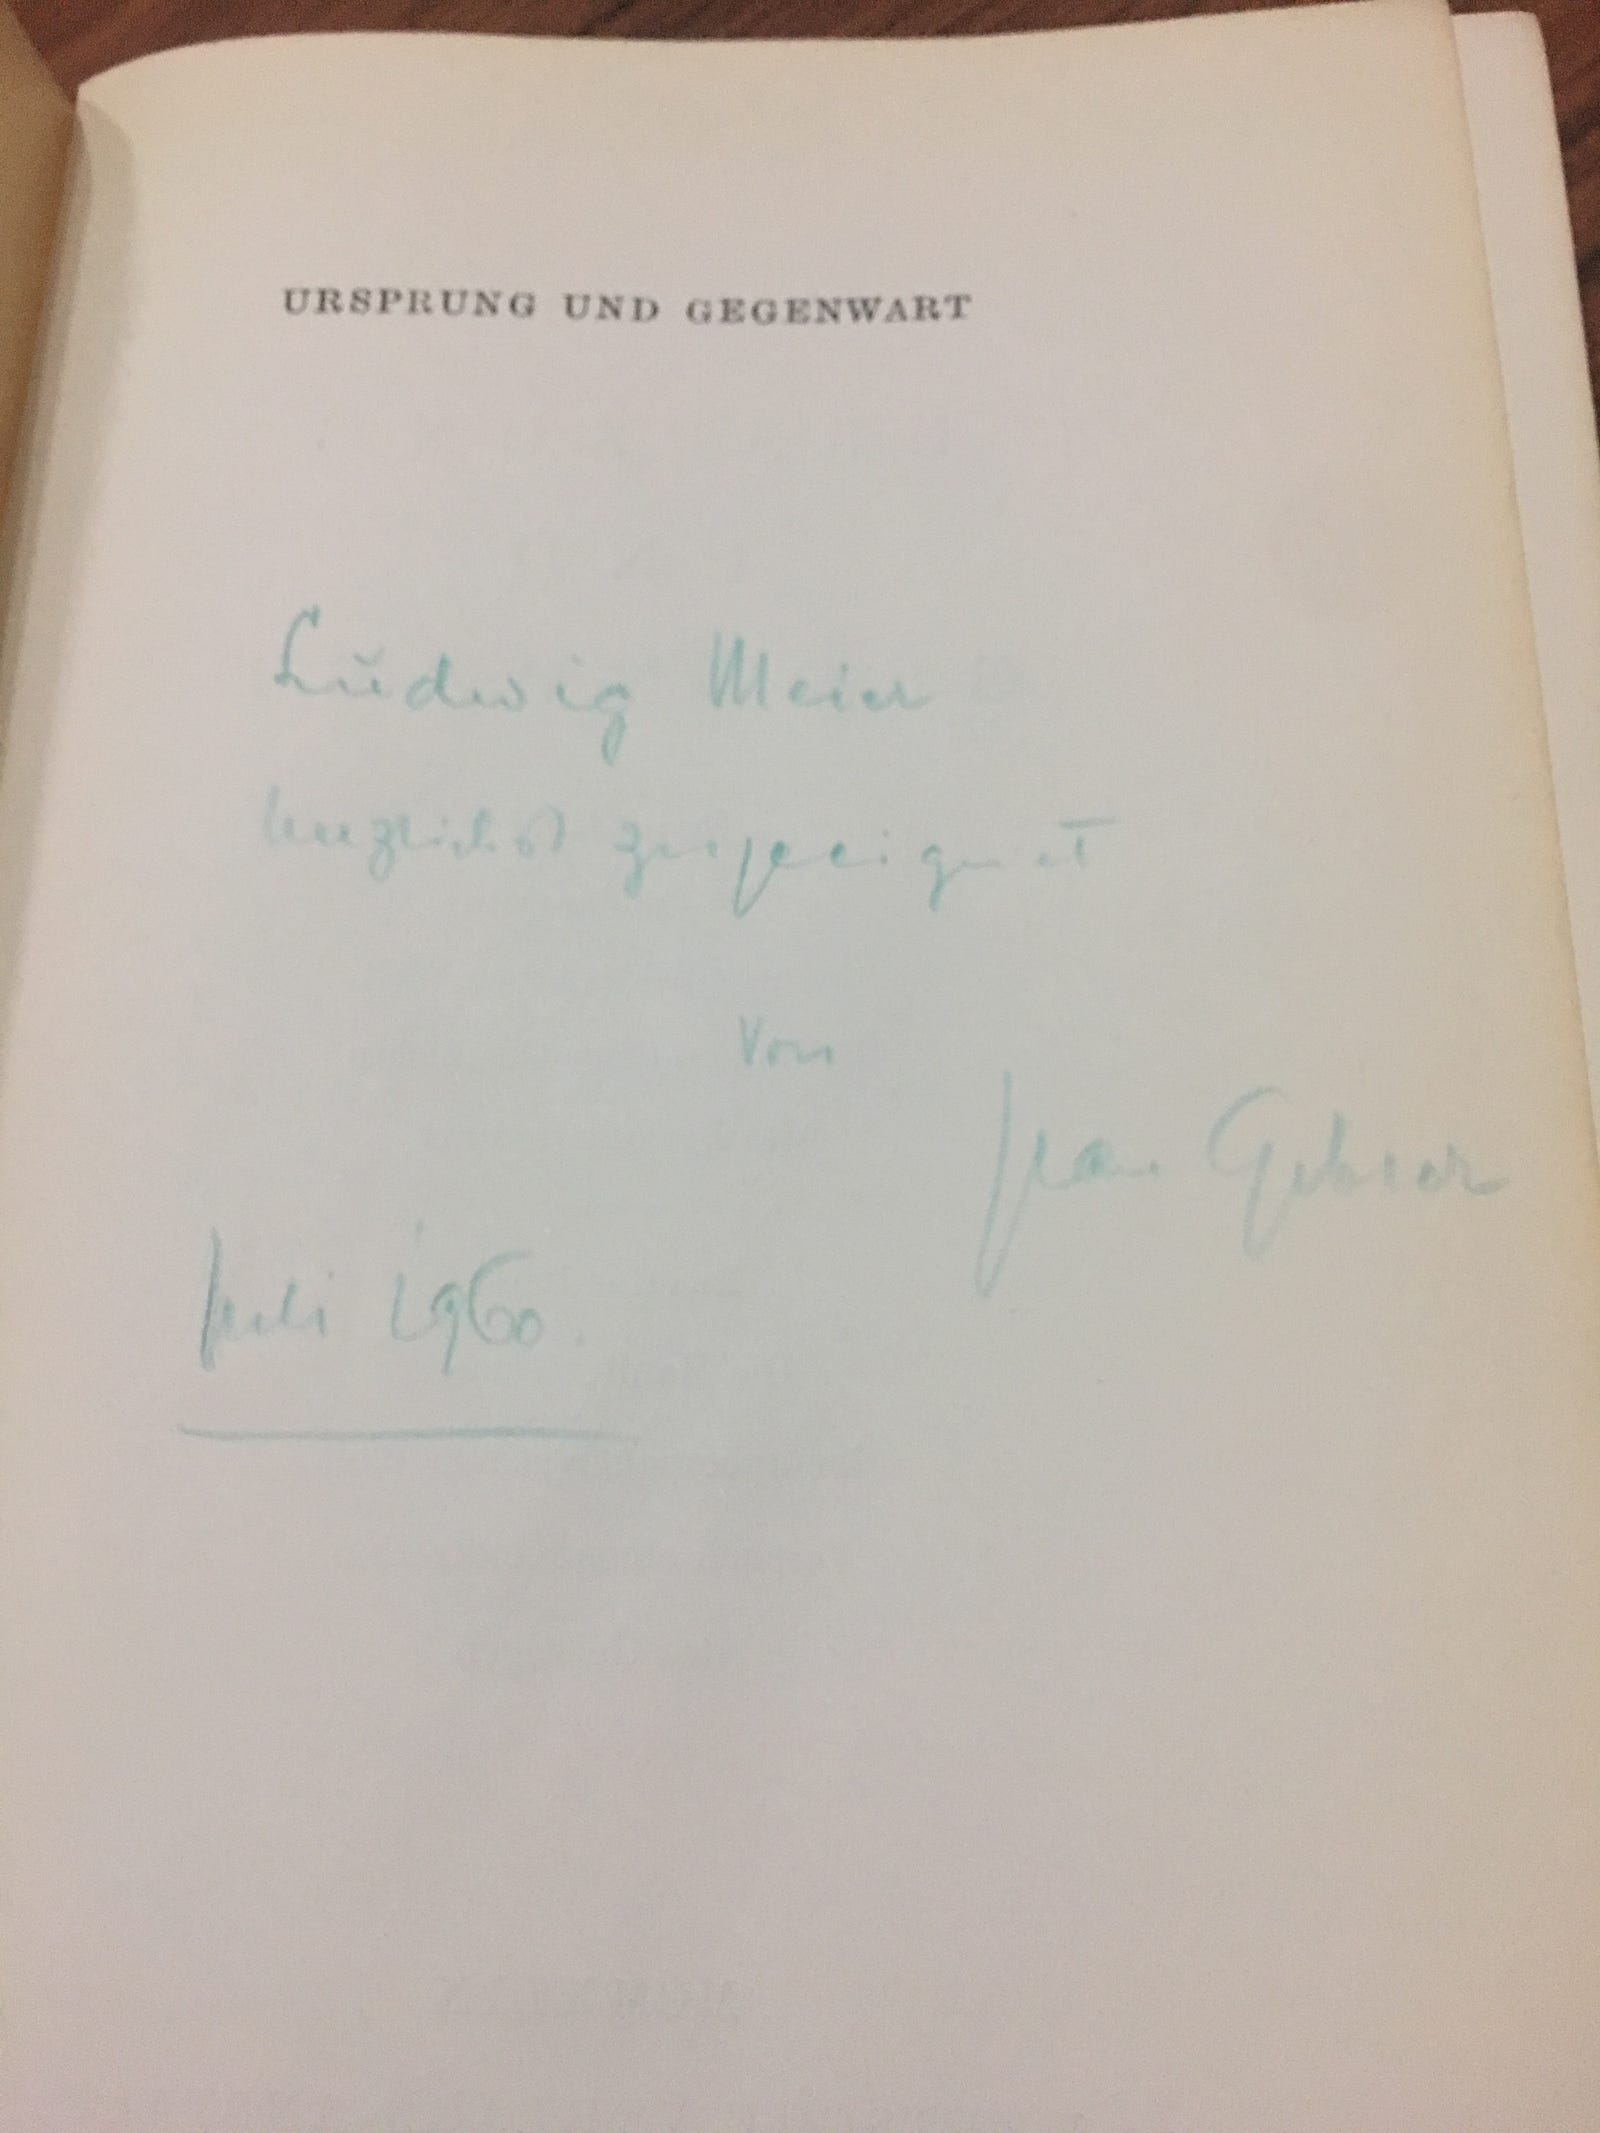 URSPRUNG UND GEGENWART
Ludwig Meier
herzlichst zugeeignet
von
Jean Gebser
Juli 1960.